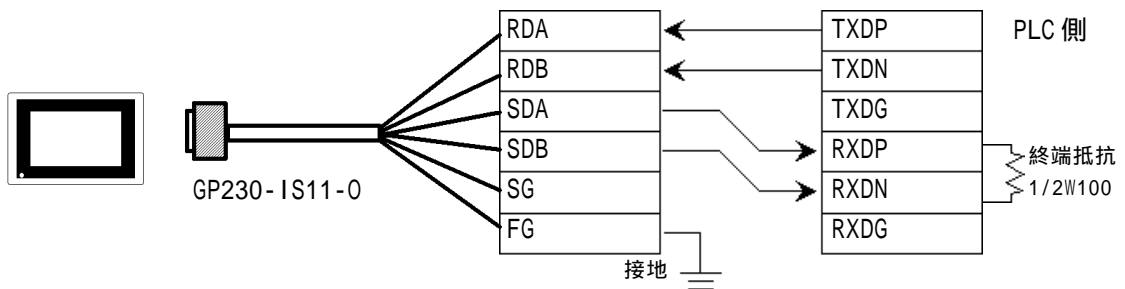 RDA
RDB
SDA
SDB
SG
FG
TXDP
TXDN
TXDG
RXDP
RXDN
RXDG
PLC 側
終端抵抗
1/2W100
GP230-IS11-O
接地